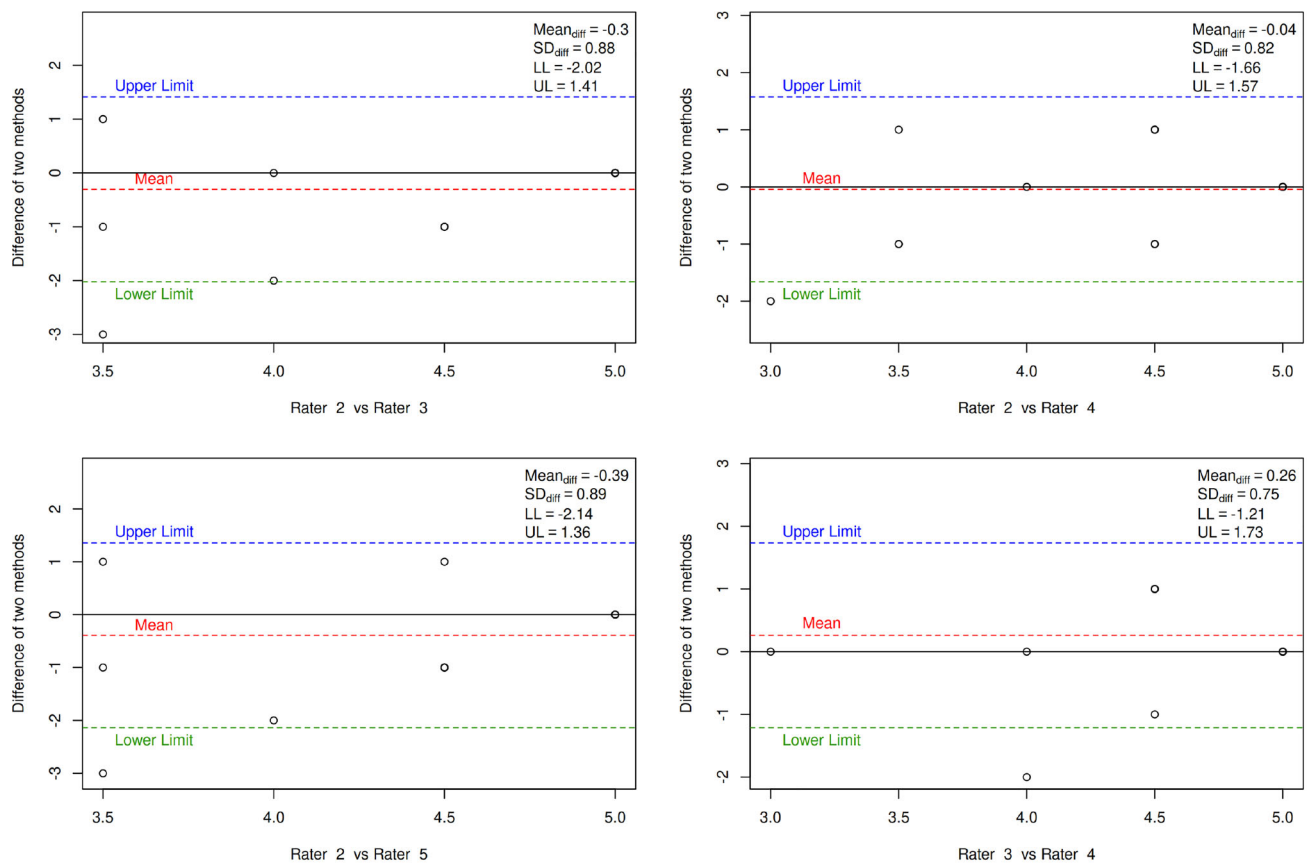 Mean_diff = -0.3
SD_diff = 0.88
LL = -2.02
UL = 1.41
Upper Limit
Mean
Lower Limit
Difference of two methods
2
1
0
-1
-2
-3
3.5 4.0 4.5 5.0
Rater 2 vs Rater 3
Mean_diff = -0.04
SD_diff = 0.82
LL = -1.66
UL = 1.57
Upper Limit
Mean
Lower Limit
Difference of two methods
3
2
1
0
-1
-2
3.0 3.5 4.0 4.5 5.0
Rater 2 vs Rater 4
Mean_diff = -0.39
SD_diff = 0.89
LL = -2.14
UL = 1.36
Upper Limit
Mean
Lower Limit
Difference of two methods
2
1
0
-1
-2
-3
3.5 4.0 4.5 5.0
Rater 2 vs Rater 5
Mean_diff = 0.26
SD_diff = 0.75
LL = -1.21
UL = 1.73
Upper Limit
Mean
Lower Limit
Difference of two methods
3
2
1
0
-1
-2
3.0 3.5 4.0 4.5 5.0
Rater 3 vs Rater 4